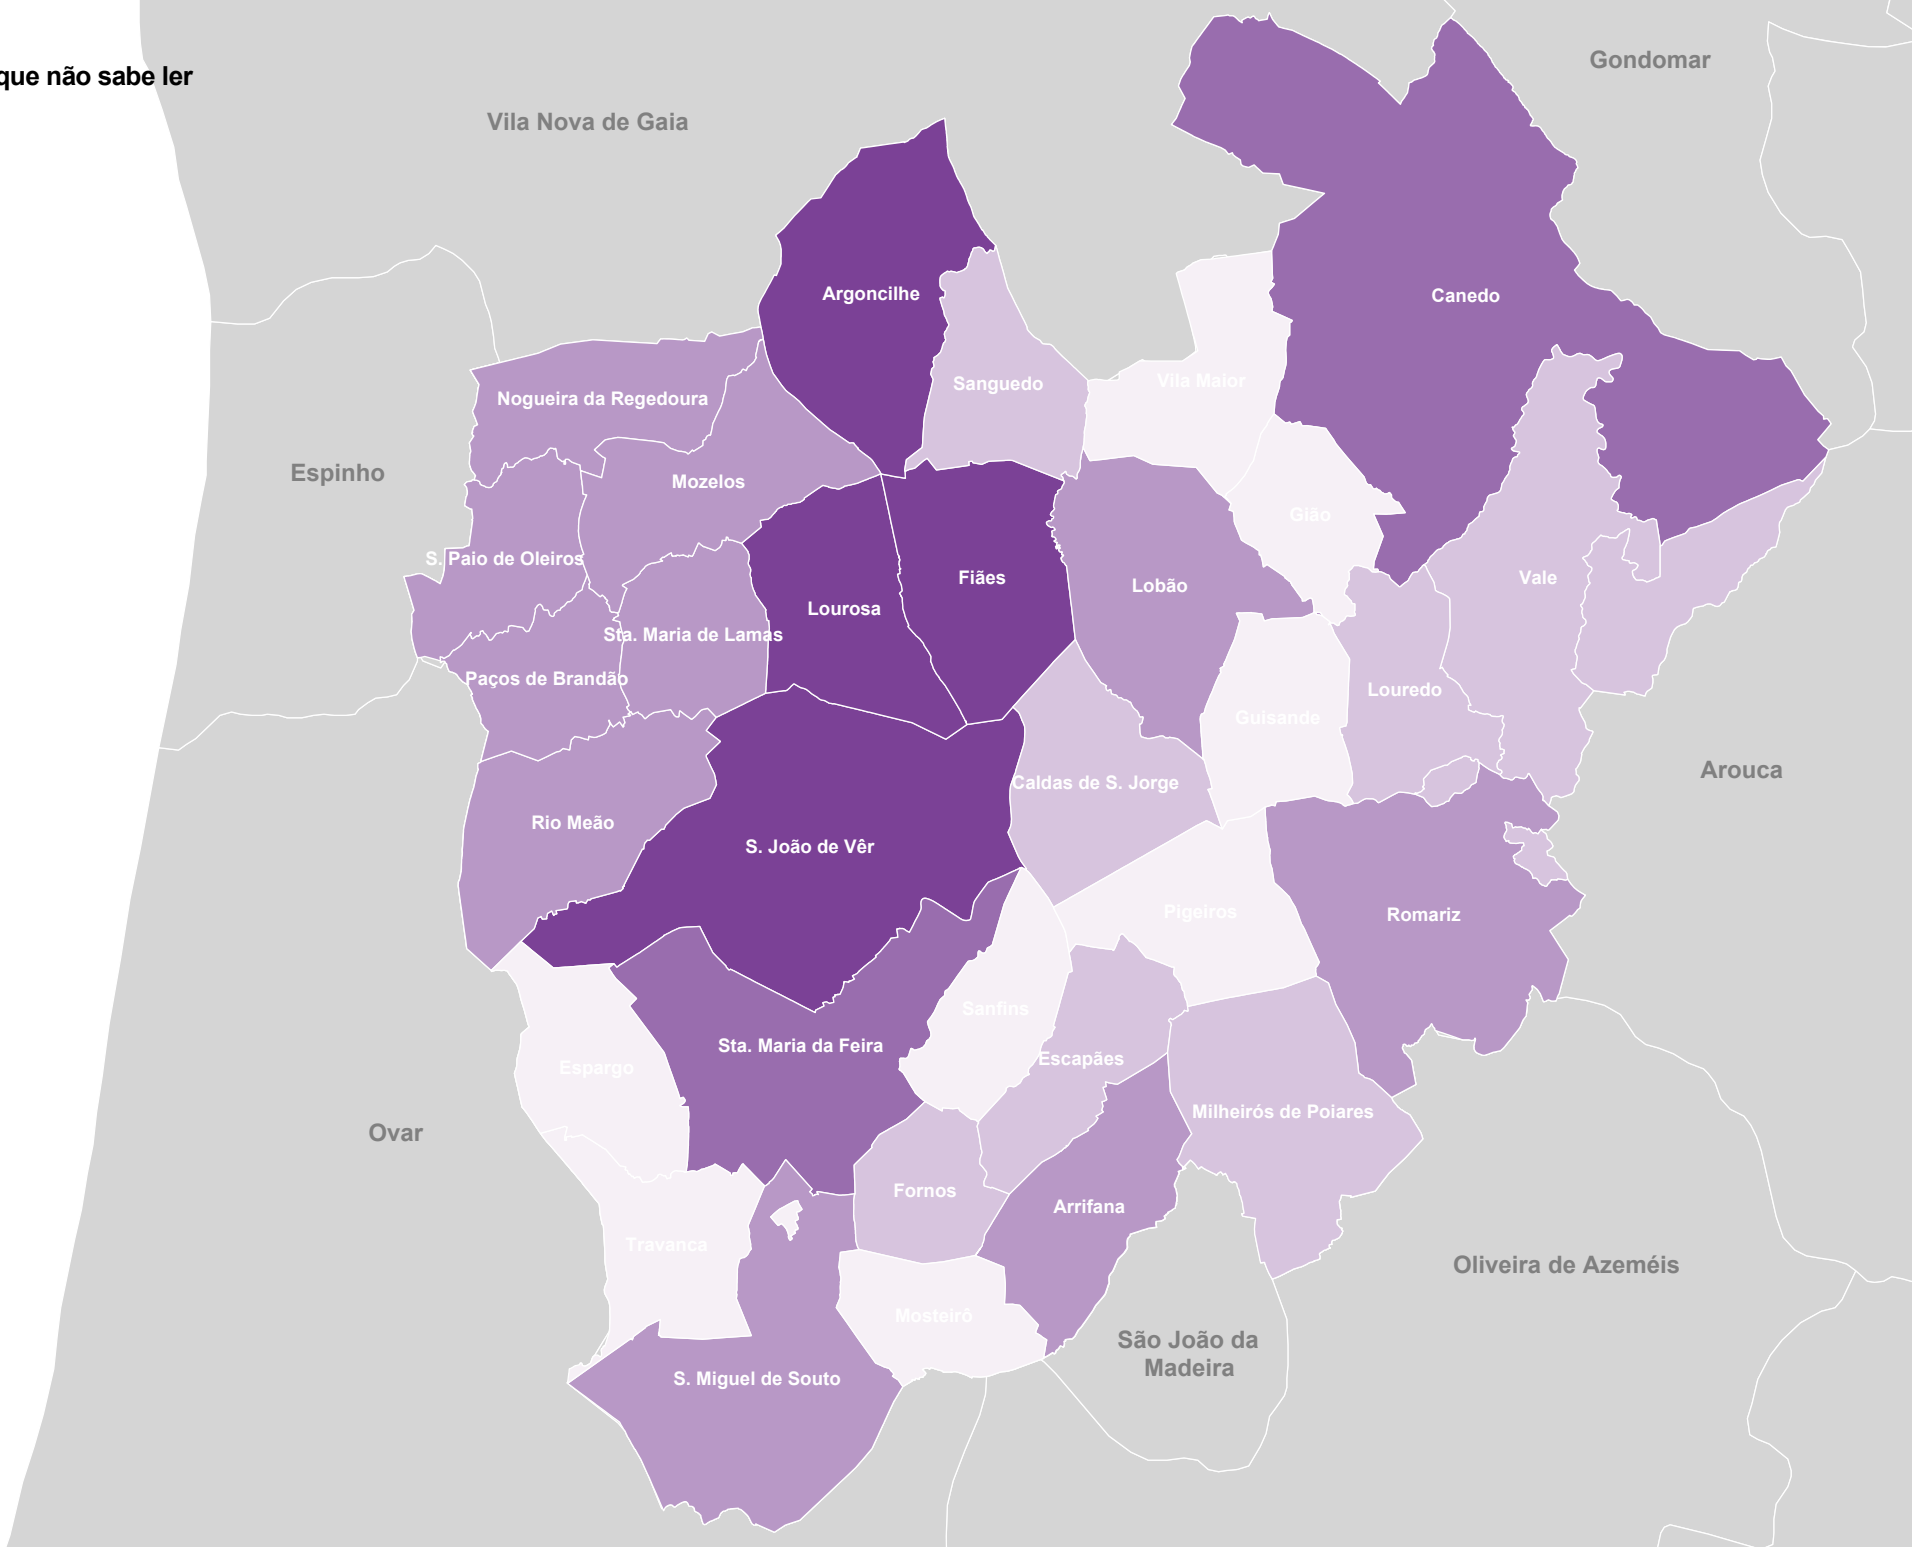 Gondomar
que não sabe ler
Vila Nova de Gaia
Argoncilhe
Canedo
Sanguedo
Vila Maior
Nogueira da Regedoura
Espinho
Mozelos
Gião
S. Paio de Oleiros
Fiães
Vale
Lobão
Lourosa
Sta. Maria de Lamas
Paços de Brandão
Louredo
Guisande
Arouca
Caldas de S. Jorge
Rio Meão
S. João de Vêr
Pigeiros
Romariz
Sanfins
Sta. Maria da Feira
Escapães
Espargo
Milheirós de Poiares
Ovar
Fornos
Arrifana
Travanca
Oliveira de Azeméis
Mosteirô
São João da
Madeira
S. Miguel de Souto